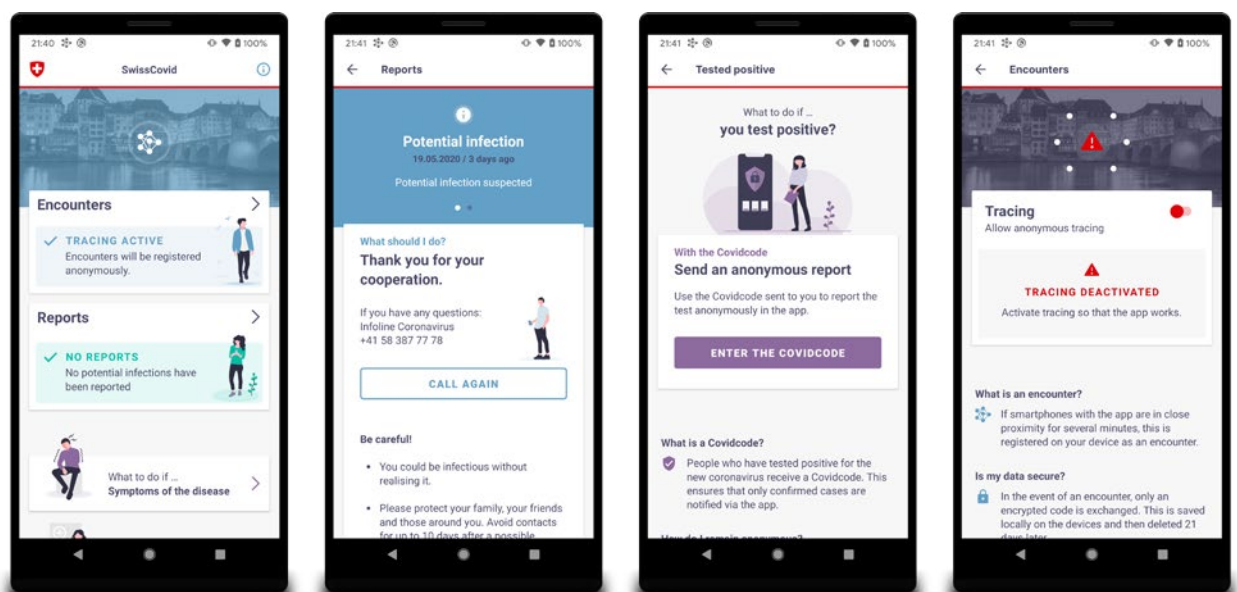 21:40
100%
SwissCovid
Encounters
TRACING ACTIVE
Encounters will be registered
anonymously.
Reports
NO REPORTS
No potential infections have
been reported
What to do if ...
Symptoms of the disease
21:41
100%
Reports
Potential infection
19.05.2020 / 3 days ago
Potential infection suspected
What should I do?
Thank you for your
cooperation.
If you have any questions:
Infoline Coronavirus
+41 58 387 77 78
CALL AGAIN
Be careful!
• You could be infectious without
realising it.
• Please protect your family, your friends
and those around you. Avoid contacts
for up to 10 days after a possible
21:41
100%
Tested positive
What to do if ...
you test positive?
With the Covidcode
Send an anonymous report
Use the Covidcode sent to you to report the
test anonymously in the app.
ENTER THE COVIDCODE
What is a Covidcode?
People who have tested positive for the
new coronavirus receive a Covidcode. This
ensures that only confirmed cases are
notified via the app.
How do I remain anonymous?
21:41
100%
Encounters
Tracing
Allow anonymous tracing
TRACING DEACTIVATED
Activate tracing so that the app works.
What is an encounter?
If smartphones with the app are in close
proximity for several minutes, this is
registered on your device as an encounter.
Is my data secure?
In the event of an encounter, only an
encrypted code is exchanged. This is saved
locally on the devices and then deleted 21
days later.